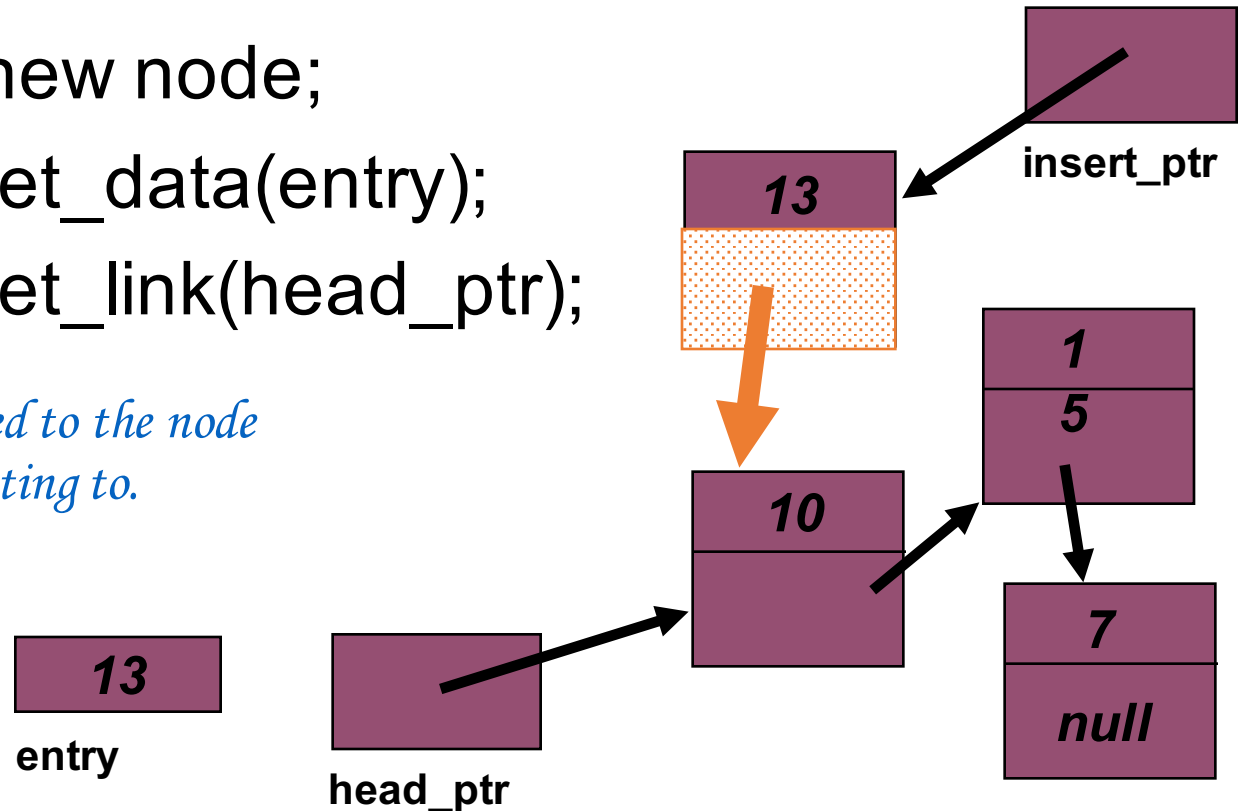 new node;
et_data(entry);
et_link(head_ptr);
ed to the node
ting to.
insert_ptr
13
1
5
10
7
null
13
entry
head_ptr